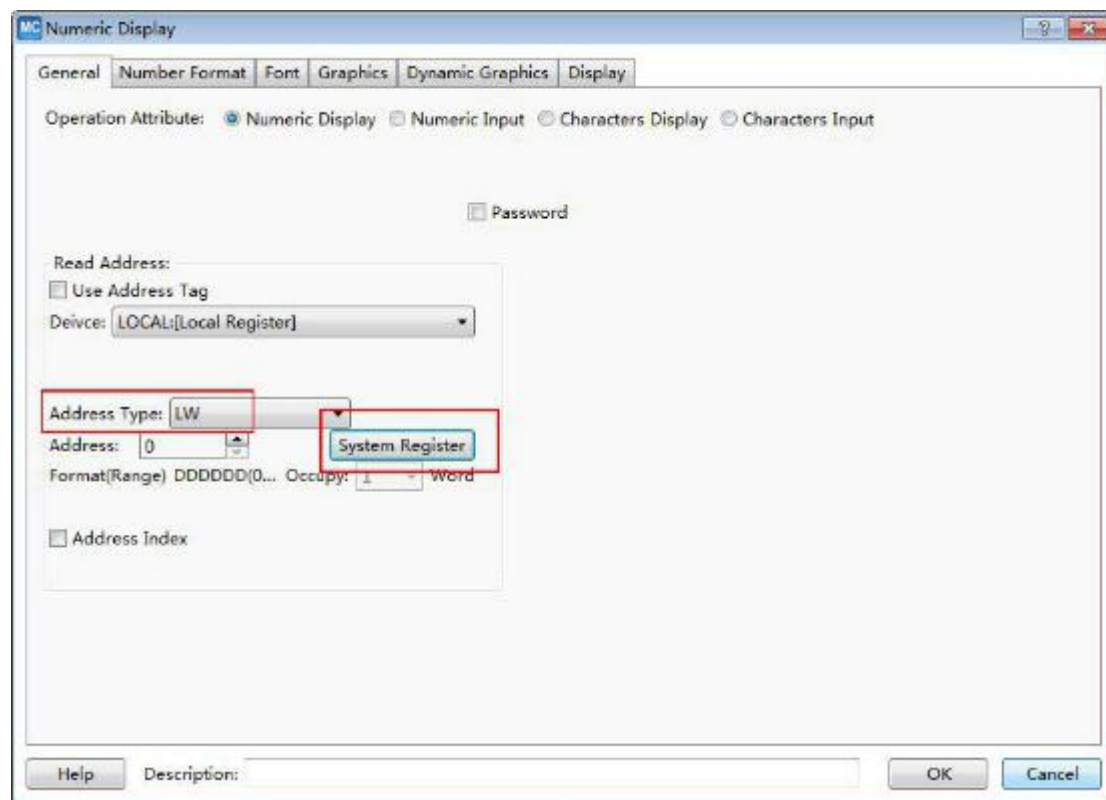 MC Numeric Display
General Number Format Font Graphics Dynamic Graphics Display
Operation Attribute: Numeric Display Numeric Input Characters Display Characters Input
Password
Read Address:
Use Address Tag
Deivce: LOCAL:[Local Register]
Address Type: LW
Address: 0 System Register
Format(Range) DDDDDD(0... Occupy: 1 Word
Address Index
Help Description: OK Cancel